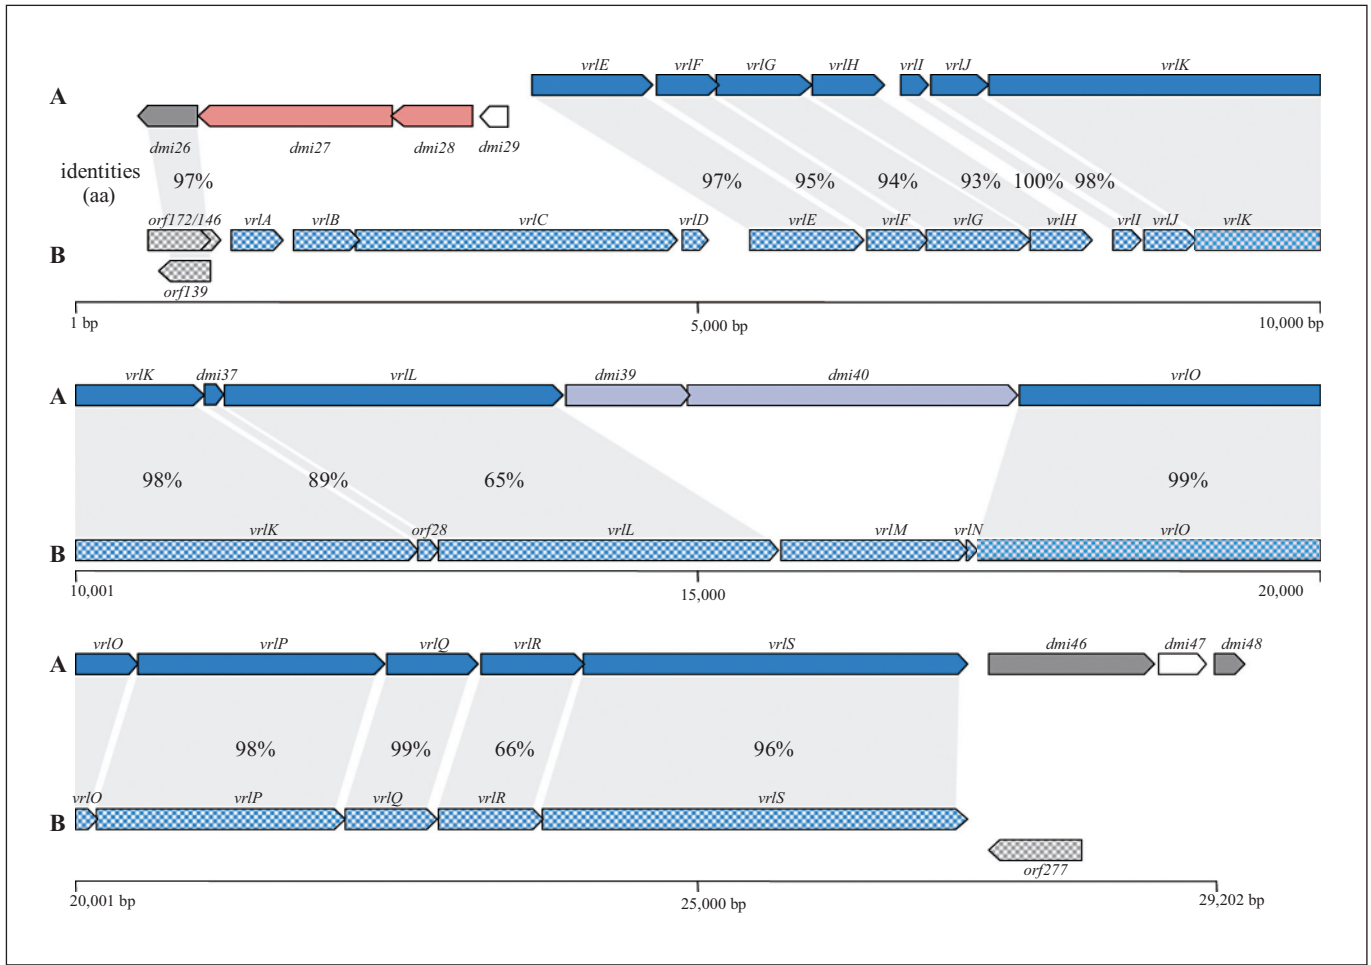 vrlE vrlF vrlG vrlH vrlI vrlJ vrlK
A
dmi26 dmi27 dmi28 dmi29
identities
(aa)
97% 97% 95% 94% 93% 100% 98%
orf172/146 vrlA vrlB vrlC vrlD vrlE vrlF vrlG vrlH vrlI vrlJ vrlK
B
orf139
1 bp 5,000 bp 10,000 bp
vrlK dmi37 vrlL dmi39 dmi40 vrlO
A
98% 89% 65% 99%
vrlK orf28 vrlL vrlM vrlN vrlO
B
10,001 15,000 20,000
vrlO vrlP vrlQ vrlR vrlS dmi46 dmi47 dmi48
A
98% 99% 66% 96%
vrlO vrlP vrlQ vrlR vrlS
B
orf277
20,001 bp 25,000 bp 29,202 bp